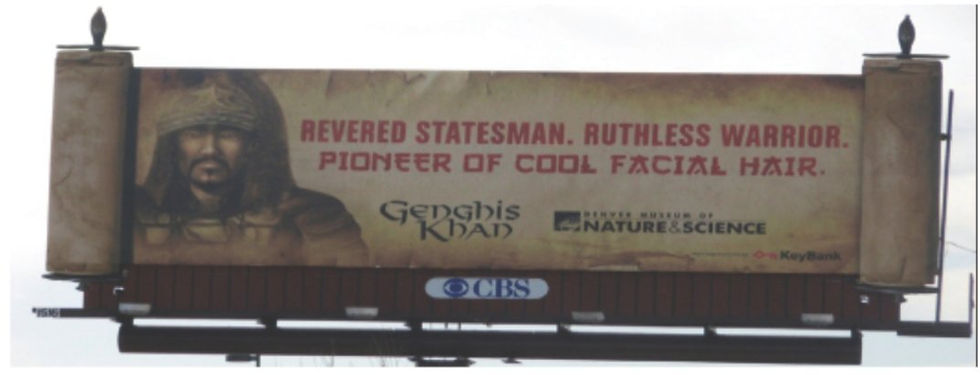 REVERED STATESMAN. RUTHLESS WARRIOR.
PIONEER OF COOL FACIAL HAIR.
Genghis
Khan
DENVER MUSEUM OF
NATURE&SCIENCE
KeyBank
CBS